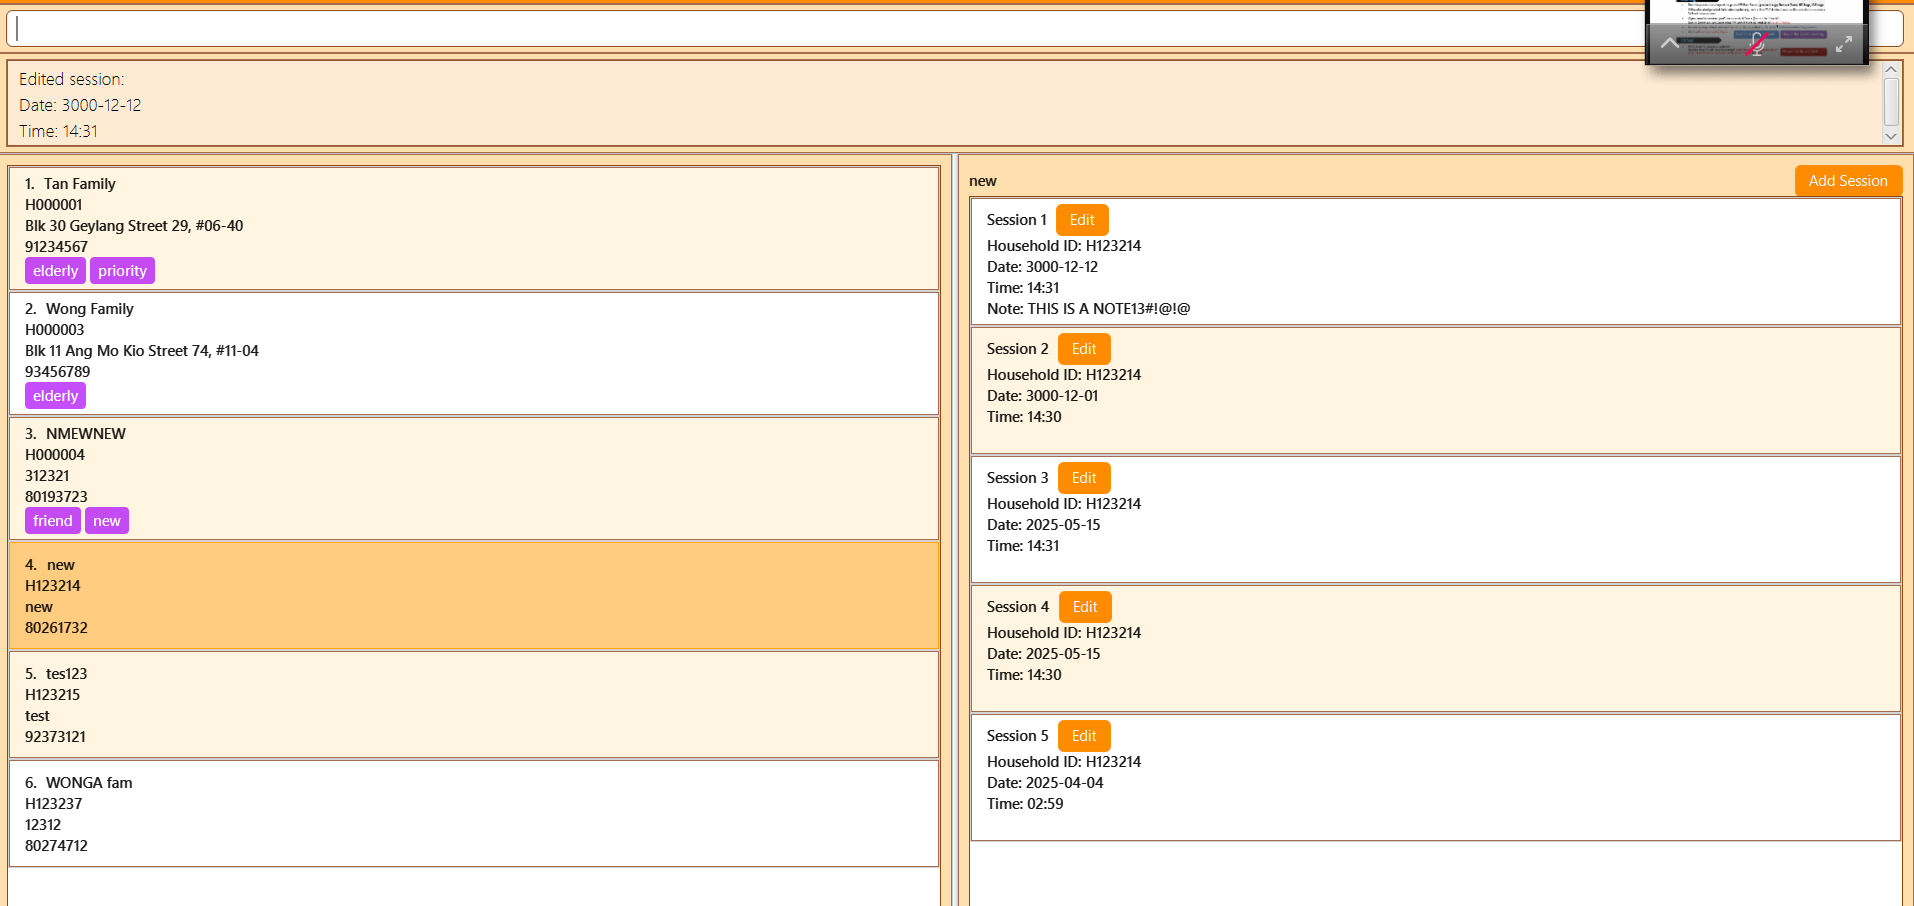 Edited session:
Date: 3000-12-12
Time: 14:31
1. Tan Family
H000001
Blk 30 Geylang Street 29, #06-40
91234567
elderly priority
2. Wong Family
H000003
Blk 11 Ang Mo Kio Street 74, #11-04
93456789
elderly
3. NMEWNEW
H000004
312321
80193723
friend new
4. new
H123214
new
80261732
5. tes123
H123215
test
92373121
6. WONGA fam
H123237
12312
80274712
new
Add Session
Session 1 Edit
Household ID: H123214
Date: 3000-12-12
Time: 14:31
Note: THIS IS A NOTE13#!@!@
Session 2 Edit
Household ID: H123214
Date: 3000-12-01
Time: 14:30
Session 3 Edit
Household ID: H123214
Date: 2025-05-15
Time: 14:31
Session 4 Edit
Household ID: H123214
Date: 2025-05-15
Time: 14:30
Session 5 Edit
Household ID: H123214
Date: 2025-04-04
Time: 02:59